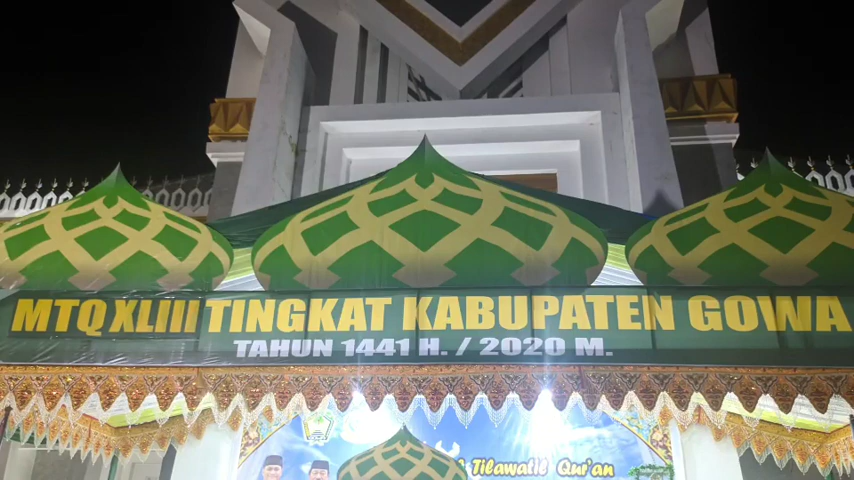 MTQ XLIII TINGKAT KABUPATEN GOWA
TAHUN 1441 H. / 2020 M.
Tilawatil Qur'an